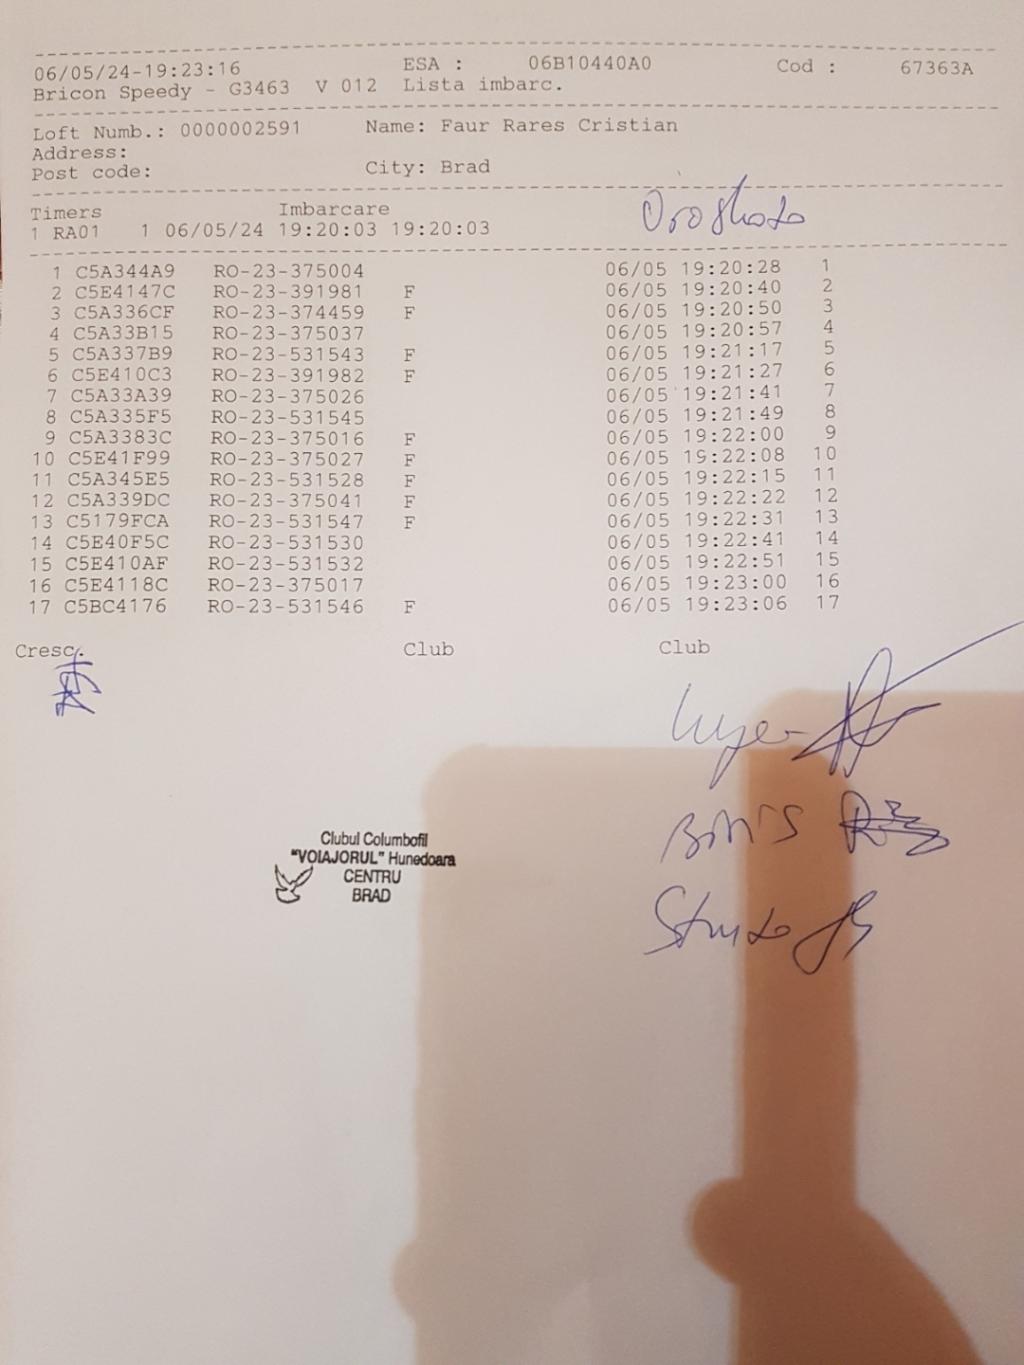 06/05/24-19:23:16 ESA : 06B10440A0 Cod : 67363A
Bricon Speedy - G3463 V 012 Lista imbarc.
Loft Numb.: 0000002591 Name: Faur Rares Cristian
Address:
Post code: City: Brad
Timers Imbarcare
1 RA01 1 06/05/24 19:20:03 19:20:03
1 C5A344A9 RO-23-375004 06/05 19:20:28 1
2 C5E4147C RO-23-391981 F 06/05 19:20:40 2
3 C5A336CF RO-23-374459 F 06/05 19:20:50 3
4 C5A33B15 RO-23-375037 06/05 19:20:57 4
5 C5A337B9 RO-23-531543 F 06/05 19:21:17 5
6 C5E410C3 RO-23-391982 F 06/05 19:21:27 6
7 C5A33A39 RO-23-375026 06/05 19:21:41 7
8 C5A335F5 RO-23-531545 06/05 19:21:49 8
9 C5A3383C RO-23-375016 F 06/05 19:22:00 9
10 C5E41F99 RO-23-375027 F 06/05 19:22:08 10
11 C5A345E5 RO-23-531528 F 06/05 19:22:15 11
12 C5A339DC RO-23-375041 F 06/05 19:22:22 12
13 C5179FCA RO-23-531547 F 06/05 19:22:31 13
14 C5E40F5C RO-23-531530 06/05 19:22:41 14
15 C5E410AF RO-23-531532 06/05 19:22:51 15
16 C5E4118C RO-23-375017 06/05 19:23:00 16
17 C5BC4176 RO-23-531546 F 06/05 19:23:06 17
Cresc. Club Club
Clubul Columbofil
"VOIAJORUL" Hunedoara
CENTRU
BRAD